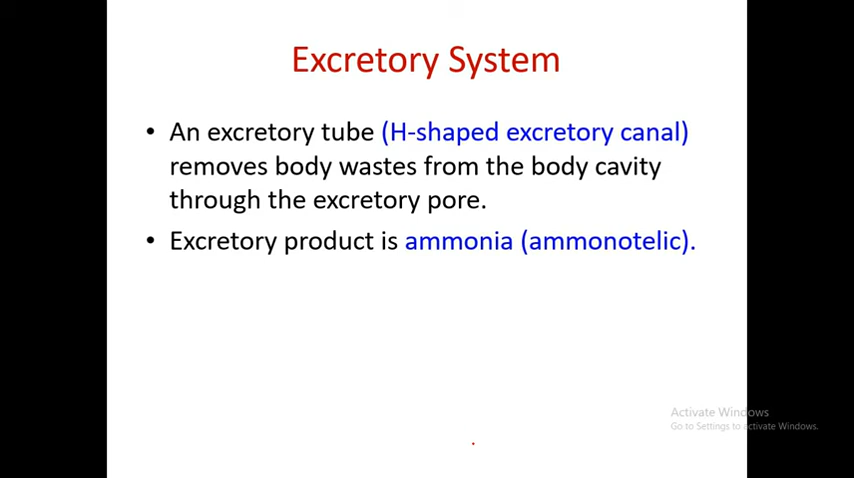 Excretory System
• An excretory tube (H-shaped excretory canal)
removes body wastes from the body cavity
through the excretory pore.
• Excretory product is ammonia (ammonotelic).
Activate Windows
Go to Settings to activate Windows.